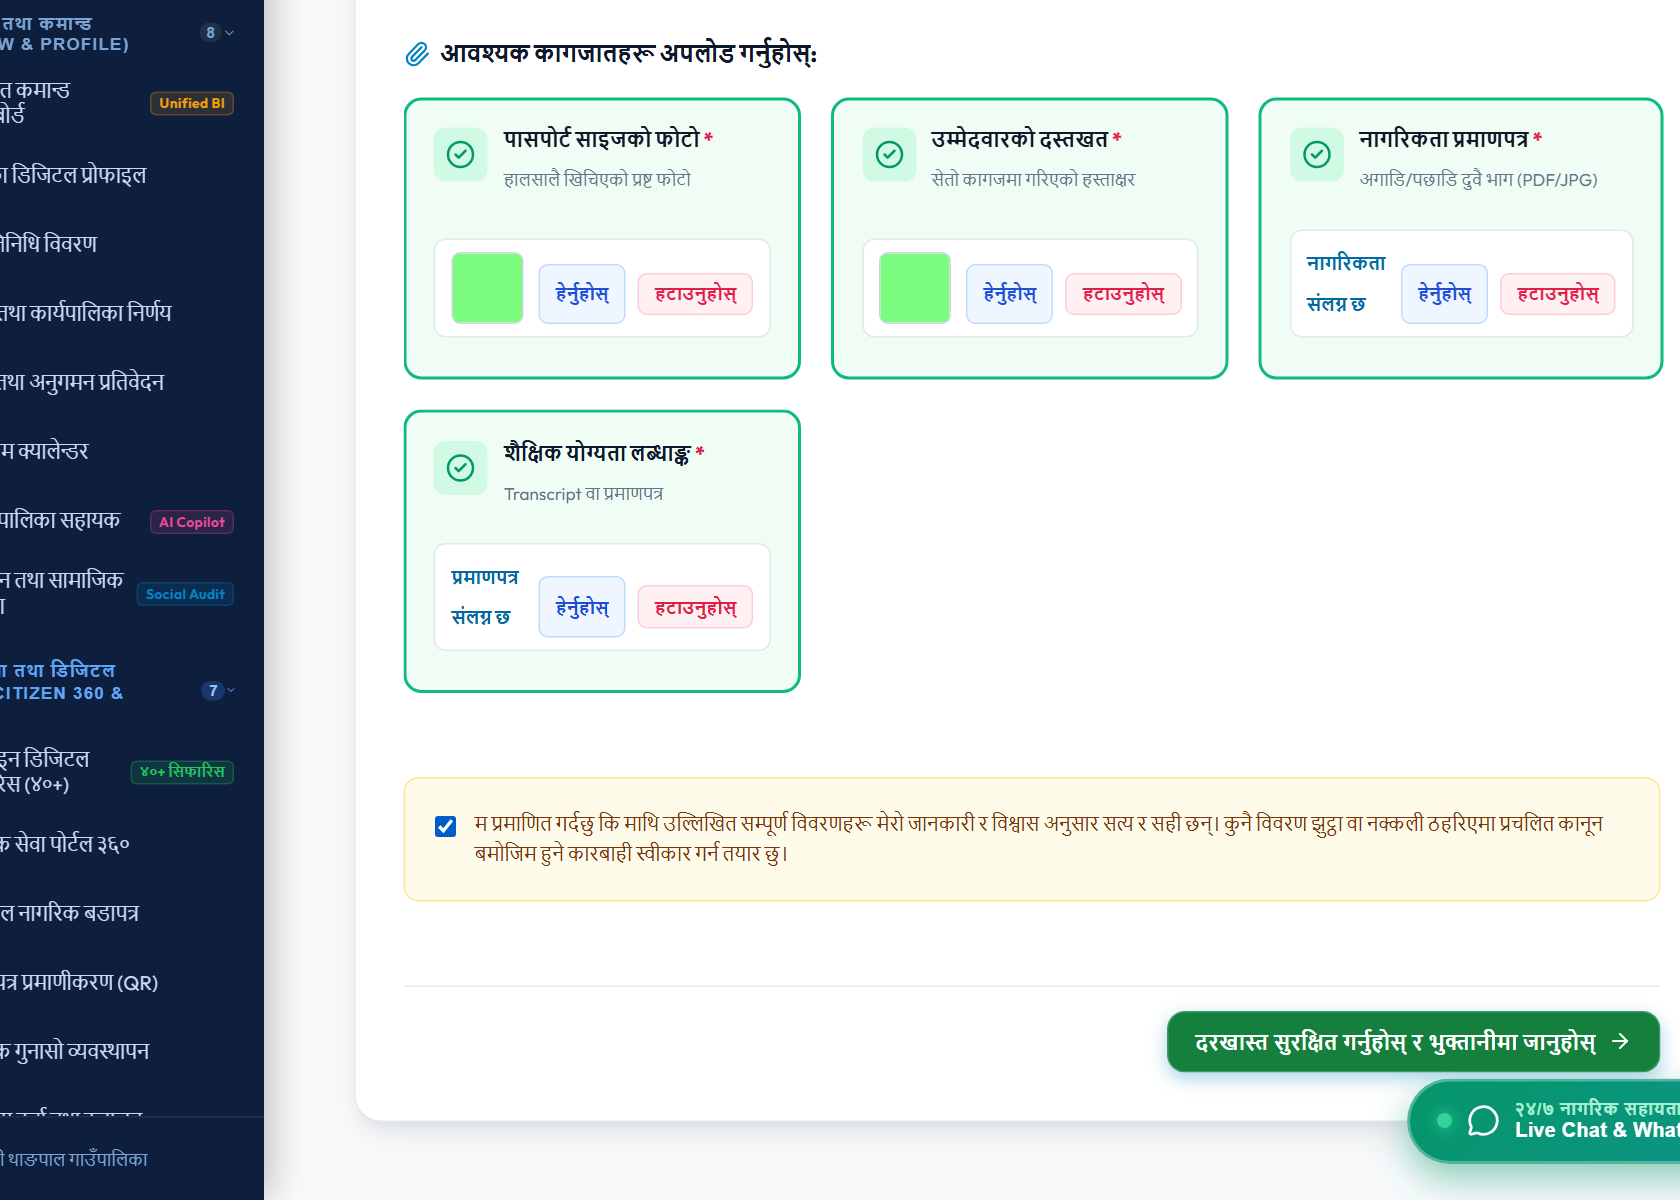 तथा कमान्ड
W & PROFILE)
8
त कमान्ड
बोर्ड
Unified BI
ा डिजिटल प्रोफाइल
तिनिधि विवरण
तथा कार्यपालिका निर्णय
तथा अनुगमन प्रतिवेदन
म क्यालेन्डर
पालिका सहायक
AI Copilot
न तथा सामाजिक
ा
Social Audit
ा तथा डिजिटल
CITIZEN 360 &
7
इन डिजिटल
रिस (४०+)
४०+ सिफारिस
क सेवा पोर्टल ३६०
ल नागरिक बडापत्र
पत्र प्रमाणीकरण (QR)
क गुनासो व्यवस्थापन
ी थाङपाल गाउँपालिका
आवश्यक कागजातहरू अपलोड गर्नुहोस्:
पासपोर्ट साइजको फोटो *
हालसालै खिचिएको प्रष्ट फोटो
हेर्नुहोस्
हटाउनुहोस्
उम्मेदवारको दस्तखत *
सेतो कागजमा गरिएको हस्ताक्षर
हेर्नुहोस्
हटाउनुहोस्
नागरिकता प्रमाणपत्र *
अगाडि/पछाडि दुवै भाग (PDF/JPG)
नागरिकता
संलग्न छ
हेर्नुहोस्
हटाउनुहोस्
शैक्षिक योग्यता लब्धाङ्क *
Transcript वा प्रमाणपत्र
प्रमाणपत्र
संलग्न छ
हेर्नुहोस्
हटाउनुहोस्
म प्रमाणित गर्दछु कि माथि उल्लिखित सम्पूर्ण विवरणहरू मेरो जानकारी र विश्वास अनुसार सत्य र सही छन्। कुनै विवरण झुट्ठा वा नक्कली ठहरिएमा प्रचलित कानून
बमोजिम हुने कारबाही स्वीकार गर्न तयार छु।
दरखास्त सुरक्षित गर्नुहोस् र भुक्तानीमा जानुहोस् →
२४/७ नागरिक सहायता
Live Chat & What